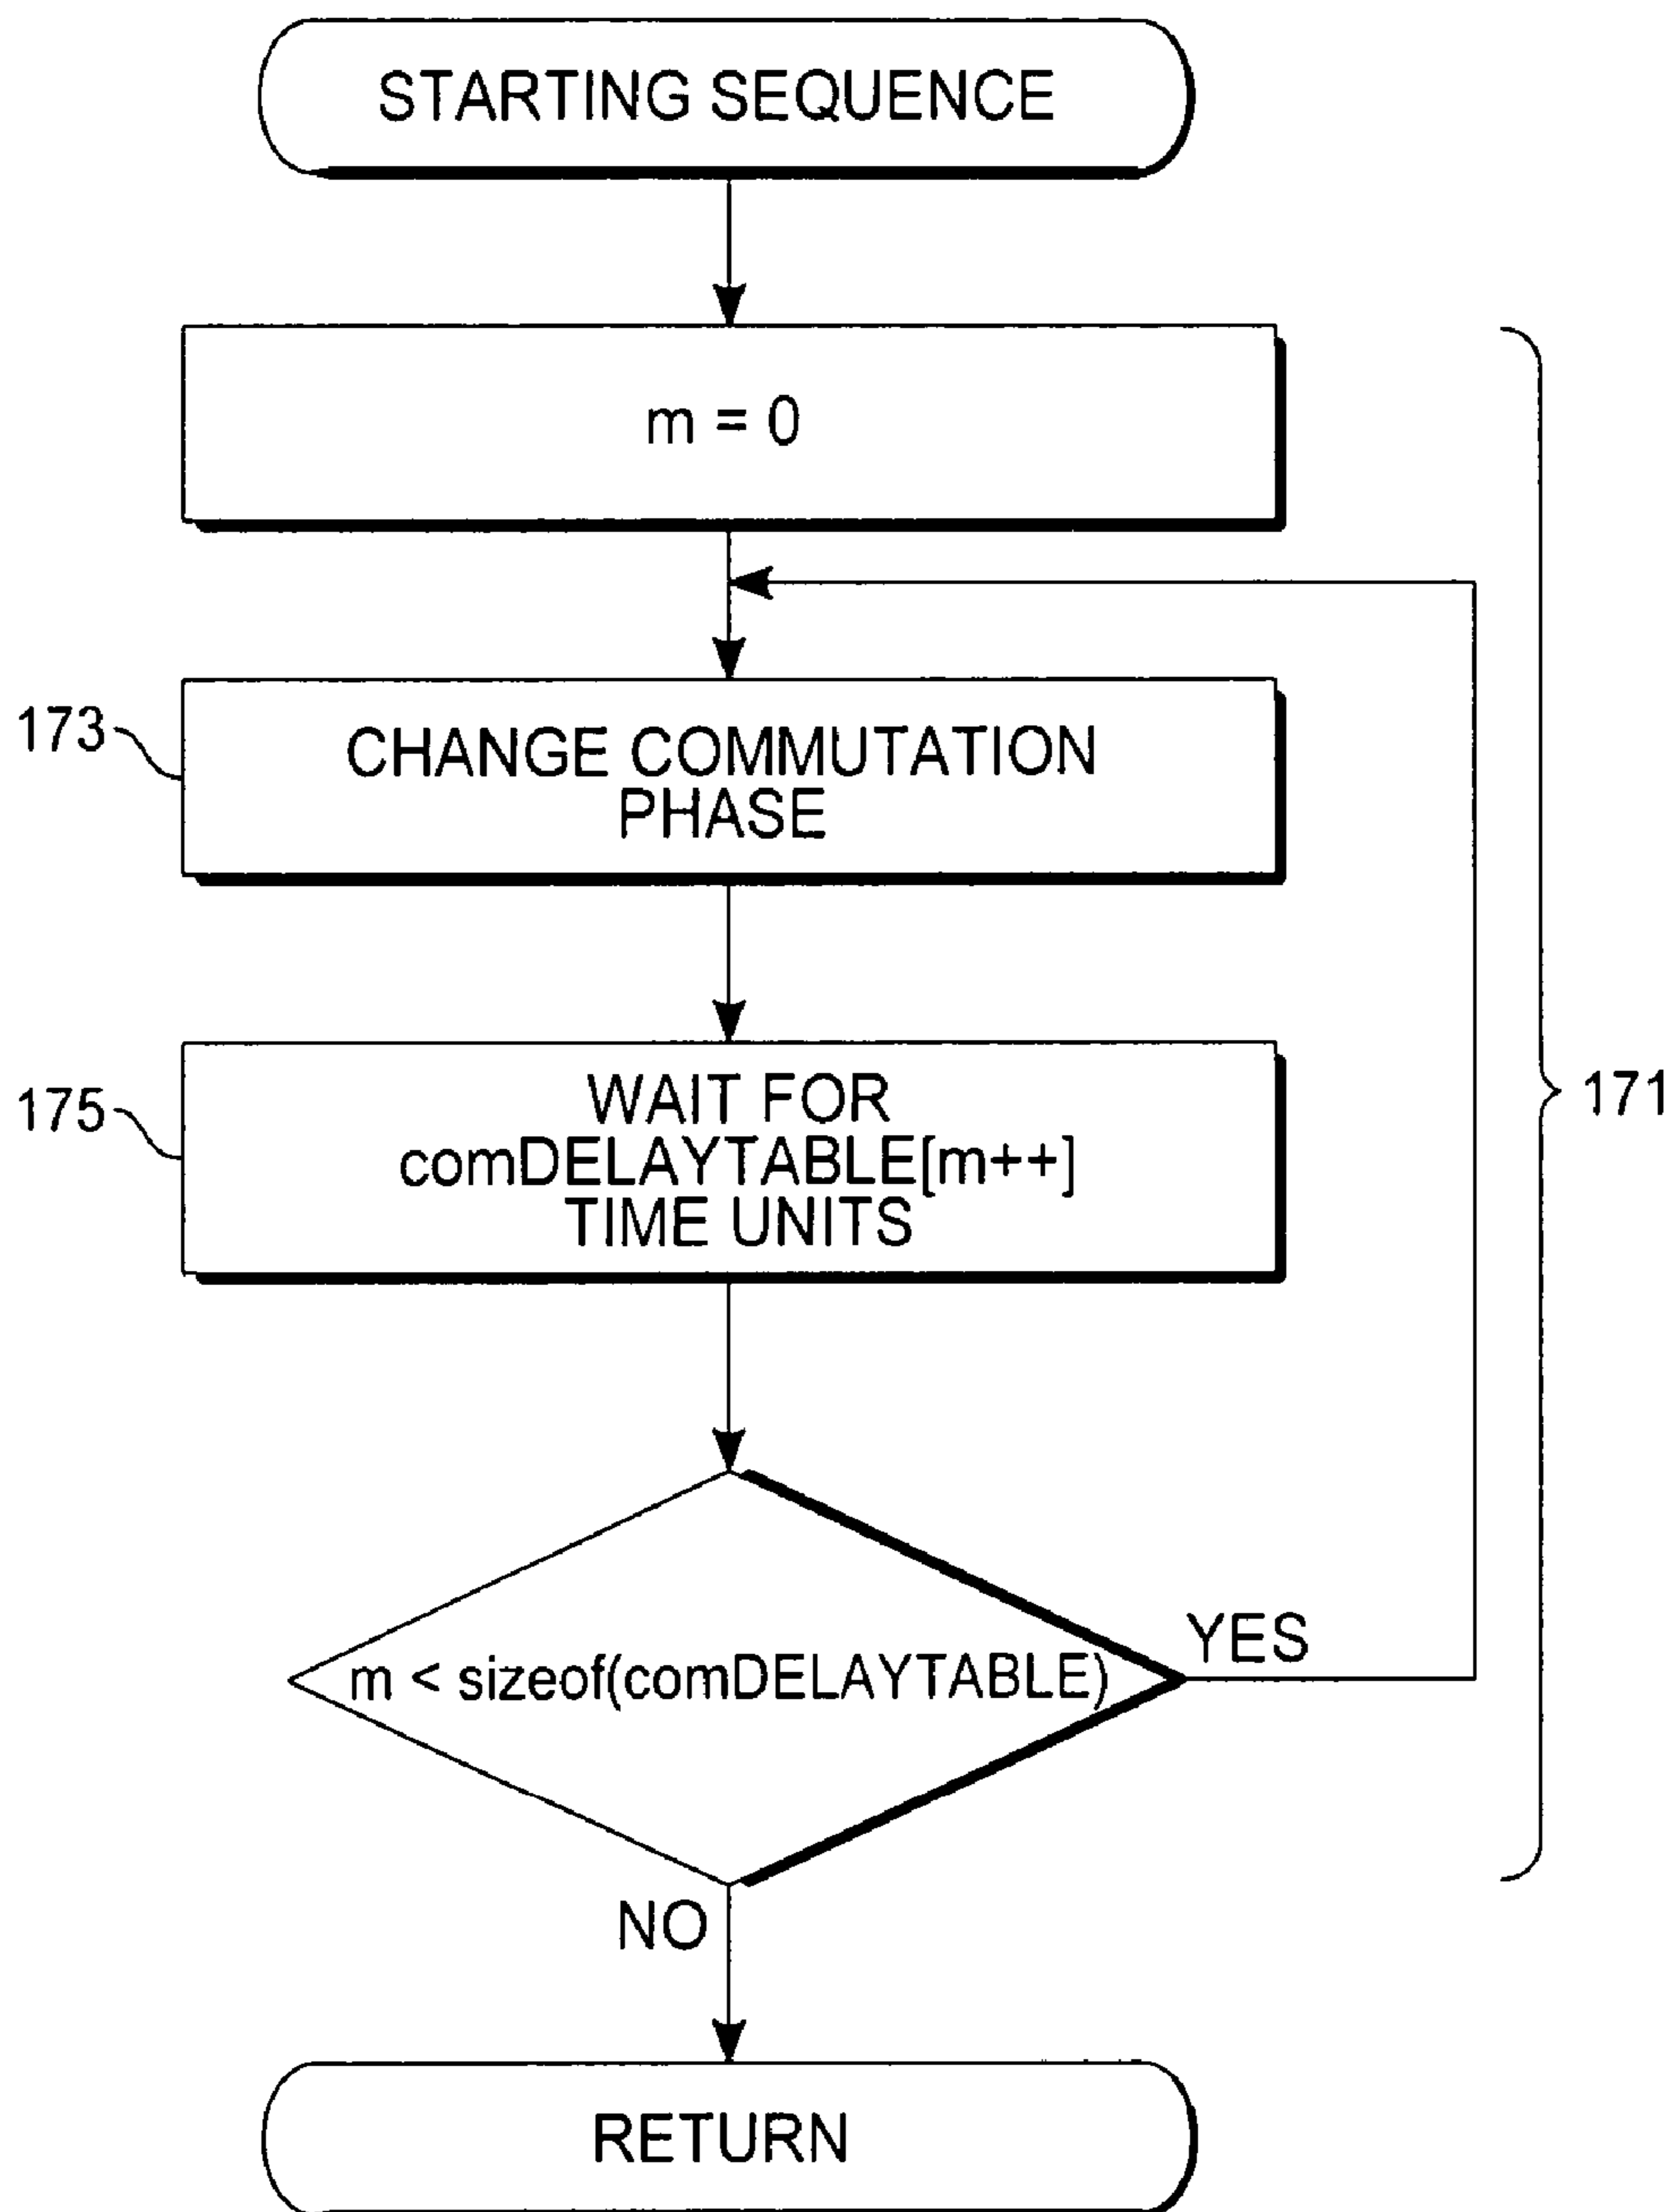 STARTING SEQUENCE
m = 0
173
CHANGE COMMUTATION
PHASE
175
WAIT FOR
comDELAYTABLE[m++]
TIME UNITS
171
m < sizeof(comDELAYTABLE)
YES
NO
RETURN